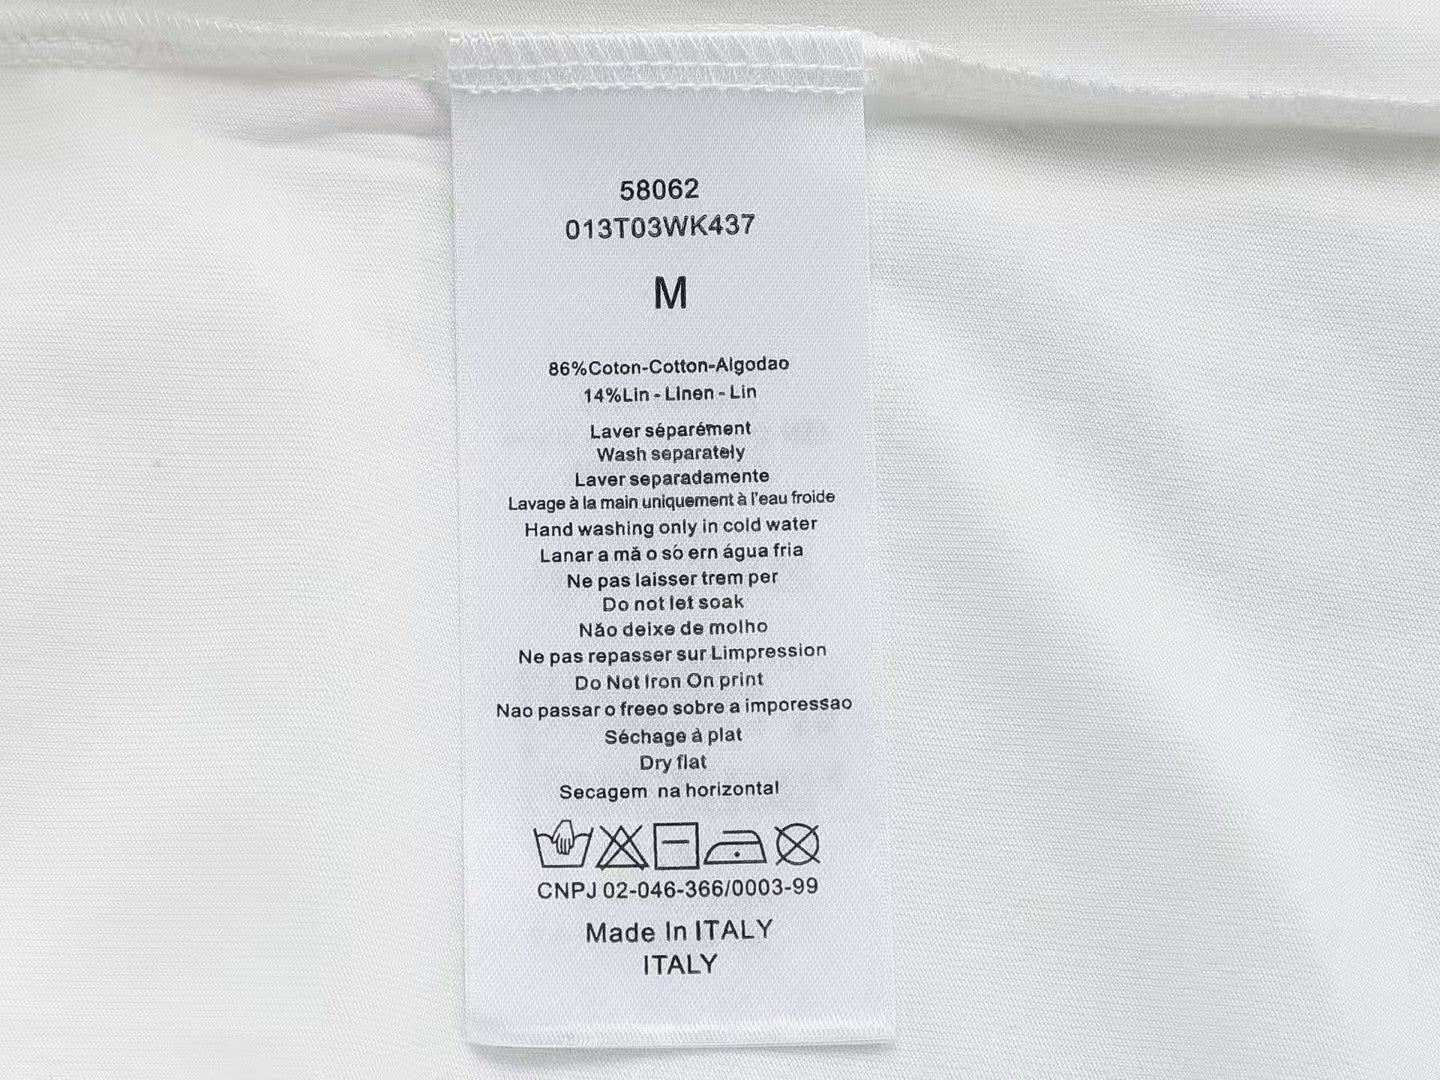 58062
013T03WK437
M
86%Coton-Cotton-Algodao
14%Lin - Linen - Lin
Laver séparément
Wash separately
Laver separadamente
Lavage à la main uniquement à l'eau froide
Hand washing only in cold water
Lanar a mă o só ern água fria
Ne pas laisser trem per
Do not let soak
Não deixe de molho
Ne pas repasser sur Limpression
Do Not Iron On print
Nao passar o freeo sobre a imporessao
Séchage à plat
Dry flat
Secagem na horizontal
CNPJ 02-046-366/0003-99
Made In ITALY
ITALY